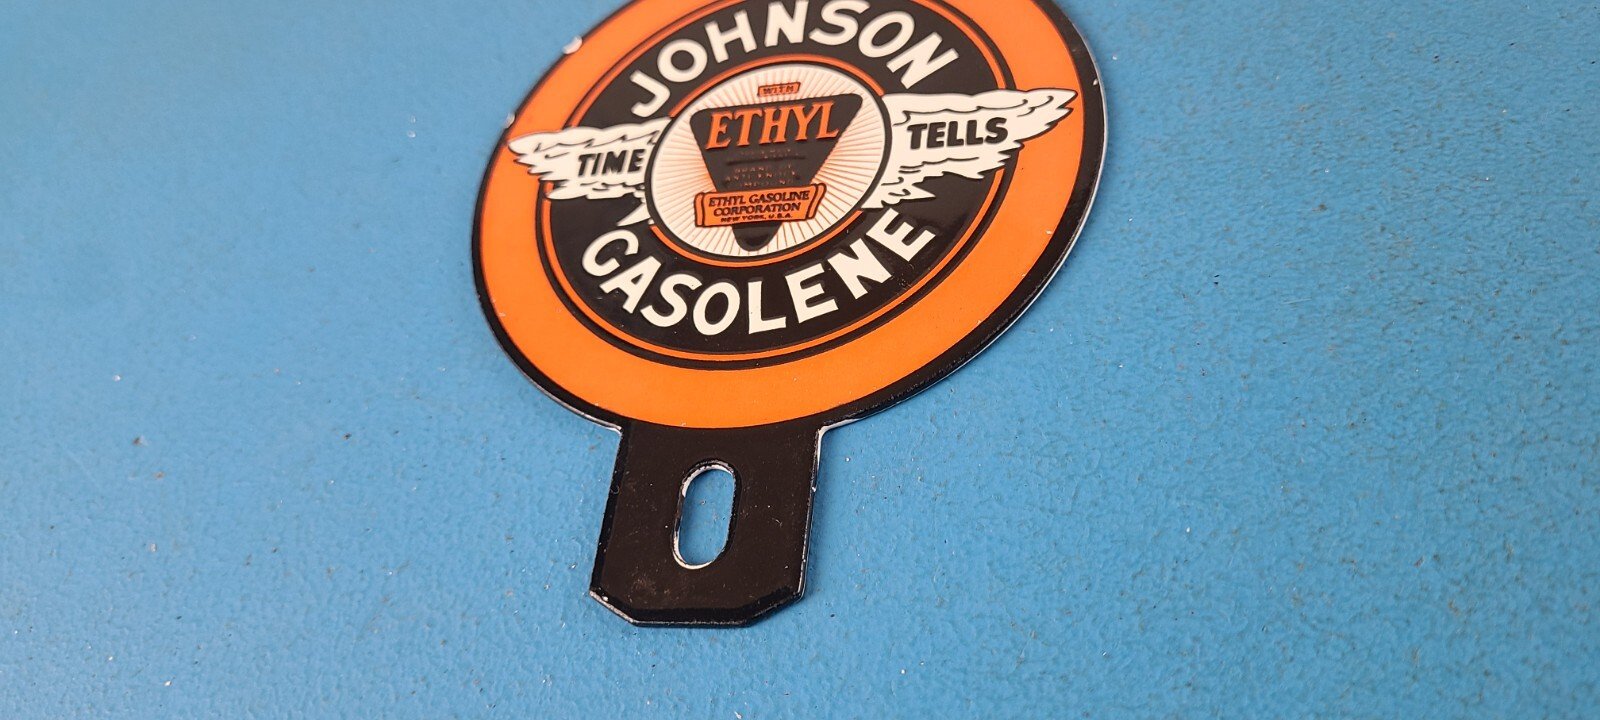 JOHNSON
TIME TELLS
WITH
ETHYL
ETHYL GASOLINE
CORPORATION
NEW YORK, U.S.A.
GASOLENE